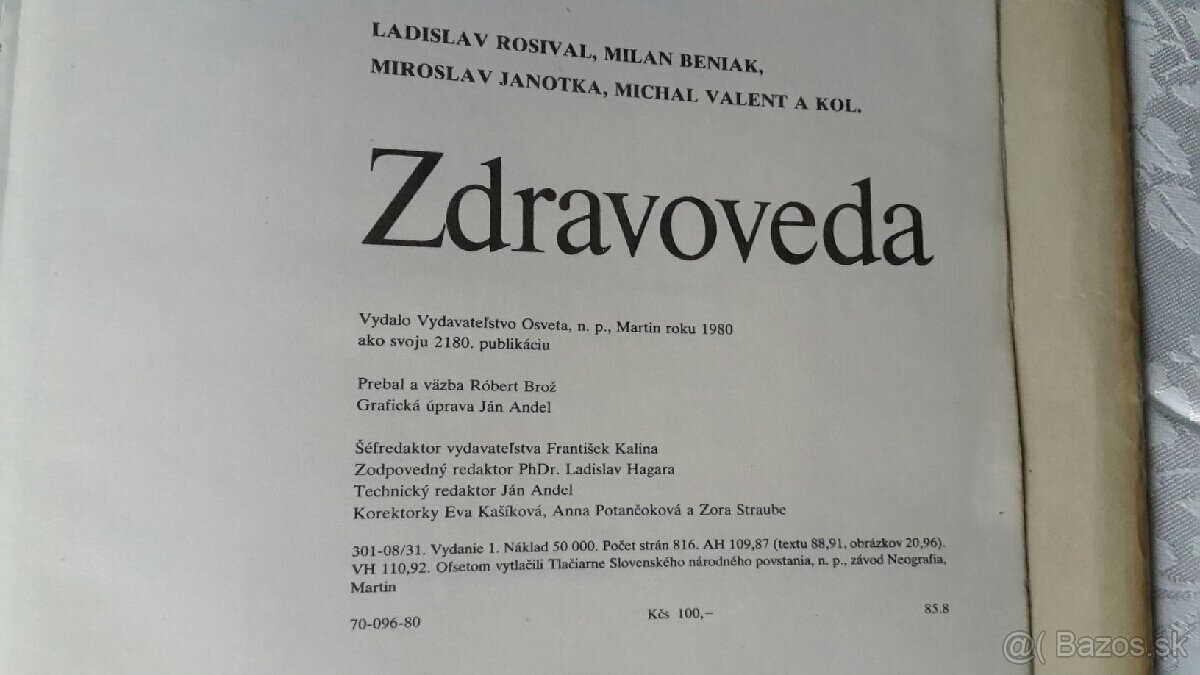 LADISLAV ROSIVAL, MILAN BENIAK,
MIROSLAV JANOTKA, MICHAL VALENT A KOL.
Zdravoveda
Vydalo Vydavateľstvo Osveta, n. p., Martin roku 1980
ako svoju 2180. publikáciu
Prebal a väzba Róbert Brož
Grafická úprava Ján Andel
Šéfredaktor vydavateľstva František Kalina
Zodpovedný redaktor PhDr. Ladislav Hagara
Technický redaktor Ján Andel
Korektorky Eva Kašíková, Anna Potančoková a Zora Straube
301-08/31. Vydanie 1. Náklad 50 000. Počet strán 816. AH 109,87 (textu 88,91, obrázkov 20,96).
VH 110,92. Ofsetom vytlačili Tlačiarne Slovenského národného povstania, n. p., závod Neografia,
Martin
70-096-80 Kčs 100,— 85.8
@( Bazos.sk